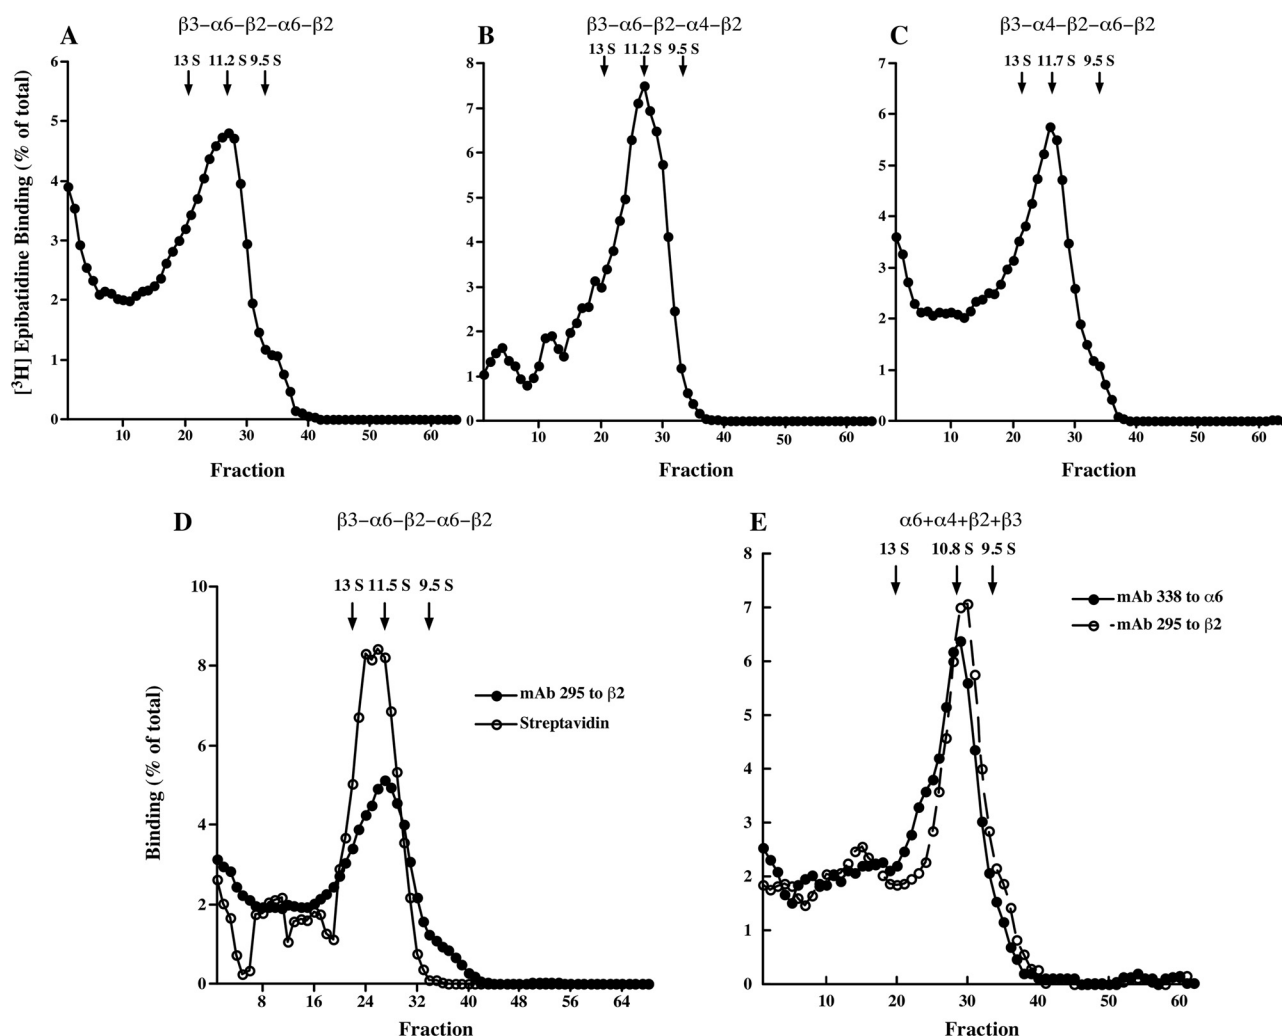 A
β3−α6−β2−α6−β2
13 S 11.2 S 9.5 S
[³H] Epibatidine Binding (% of total)
6
5
4
3
2
1
0
10 20 30 40 50 60
Fraction
B
β3−α6−β2−α4−β2
13 S 11.2 S 9.5 S
8
7
6
5
4
3
2
1
0
10 20 30 40 50 60
Fraction
C
β3−α4−β2−α6−β2
13 S 11.7 S 9.5 S
7
6
5
4
3
2
1
0
10 20 30 40 50 60
Fraction
D
β3−α6−β2−α6−β2
13 S 11.5 S 9.5 S
Binding (% of total)
10
8
6
4
2
0
mAb 295 to β2
Streptavidin
8 16 24 32 40 48 56 64
Fraction
E
α6+α4+β2+β3
13 S 10.8 S 9.5 S
8
7
6
5
4
3
2
1
0
mAb 338 to α6
mAb 295 to β2
10 20 30 40 50 60
Fraction